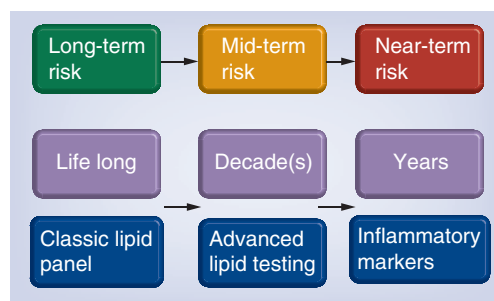 Long-term
risk
Mid-term
risk
Near-term
risk
Life long
Decade(s)
Years
Classic lipid
panel
Advanced
lipid testing
Inflammatory
markers